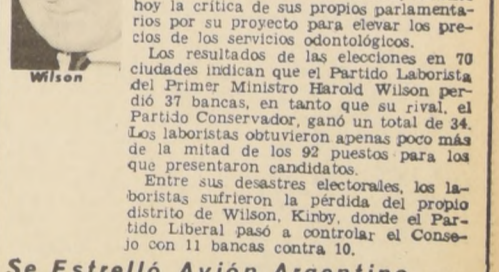 hoy la crítica de sus propios parlamenta-
rios por su proyecto para elevar los pre-
cios de los servicios odontológicos.
Los resultados de las elecciones en 70
ciudades indican que el Partido Laborista
del Primer Ministro Harold Wilson per-
dió 37 bancas, en tanto que su rival, el
Partido Conservador, ganó un total de 34.
Los laboristas obtuvieron apenas poco más
de la mitad de los 92 puestos para los
que presentaron candidatos.
Entre sus desastres electorales, los la-
boristas sufrieron la pérdida del propio
distrito de Wilson, Kirby, donde el Par-
tido Liberal pasó a controlar el Conse-
jo con 11 bancas contra 10.
Wilson
Se Estrelló Avión Argentino